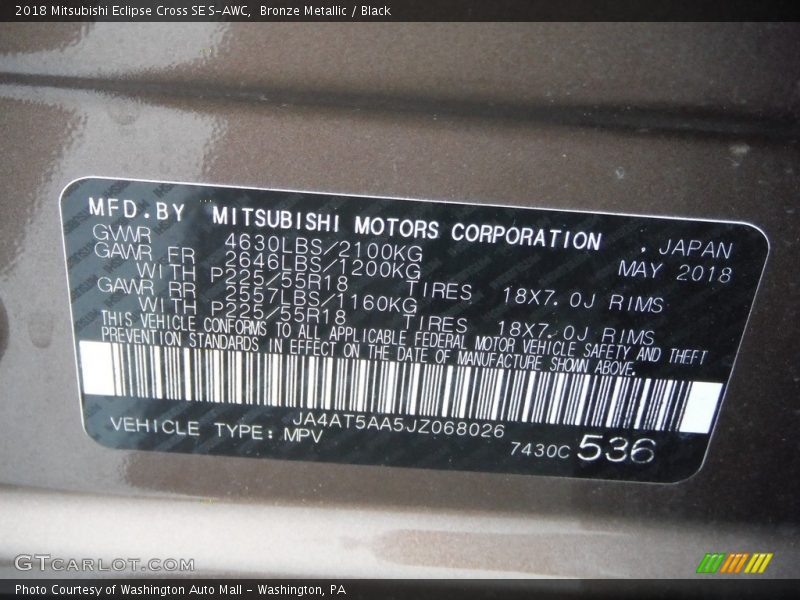 2018 Mitsubishi Eclipse Cross SE S-AWC,  Bronze Metallic / Black
MFD.BY MITSUBISHI MOTORS CORPORATION , JAPAN
GVWR 4630LBS/2100KG MAY 2018
GAWR FR 2646LBS/1200KG
WITH P225/55R18 TIRES 18X7.0J RIMS
GAWR RR 2557LBS/1160KG
WITH P225/55R18 TIRES 18X7.0J RIMS
THIS VEHICLE CONFORMS TO ALL APPLICABLE FEDERAL MOTOR VEHICLE SAFETY AND THEFT
PREVENTION STANDARDS IN EFFECT ON THE DATE OF MANUFACTURE SHOWN ABOVE.
JA4AT5AA5JZ068026
VEHICLE TYPE: MPV 7430C 536
GTCARLOT.COM
Photo Courtesy of Washington Auto Mall - Washington, PA